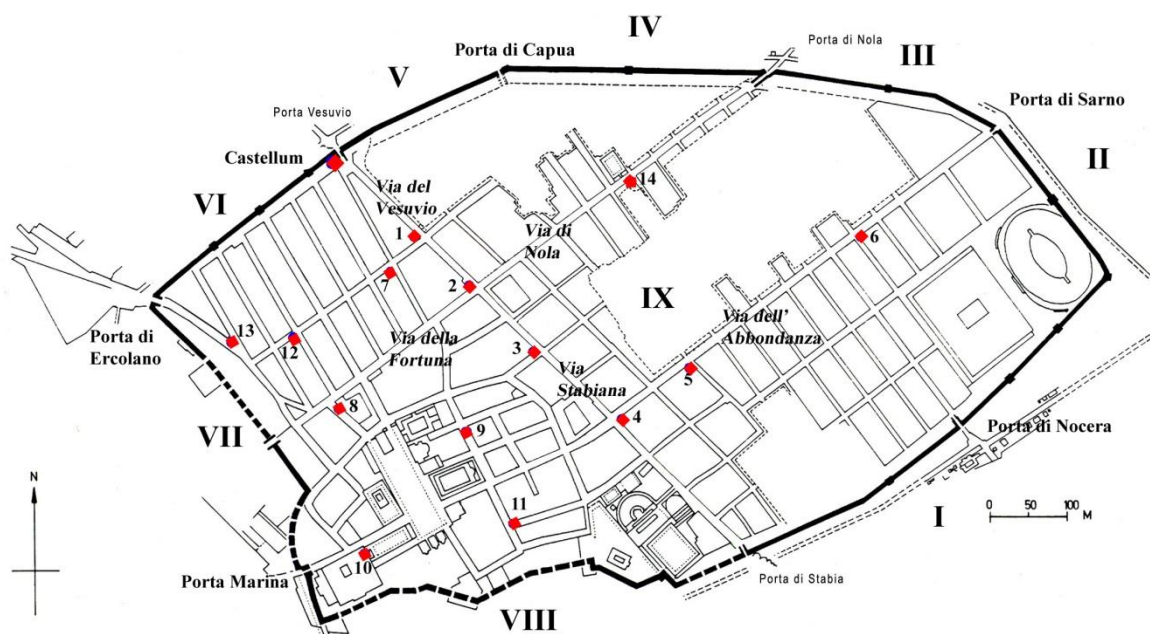 IV
Porta di Capua
Porta di Nola
III
V
Porta di Sarno
Porta Vesuvio
II
Castellum
VI
14
Via del
Vesuvio
1
Via di
Nola
6
7
2
IX
Porta di
Ercolano
13
12
Via della
Fortuna
Via dell'
Abbondanza
3
Via
Stabiana
5
8
4
9
VII
Porta di Nocera
N
I
0 50 100
M
11
10
Porta Marina
Porta di Stabia
VIII